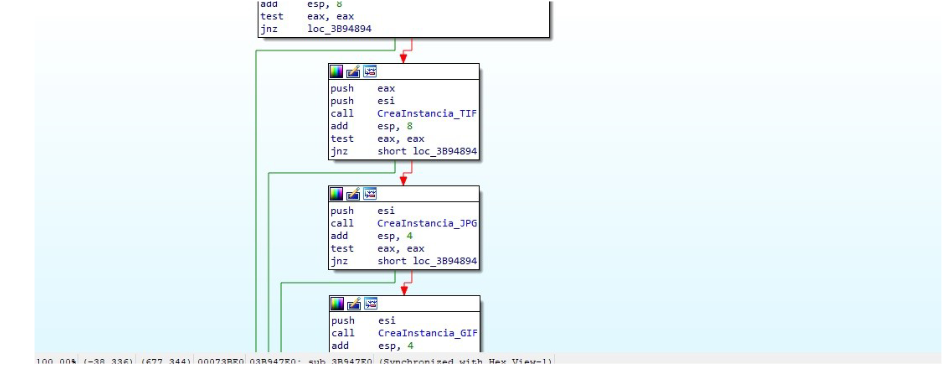 add esp, 8
test eax, eax
jnz loc_3B94894
push eax
push esi
call CreaInstancia_TIF
add esp, 8
test eax, eax
jnz short loc_3B94894
push esi
call CreaInstancia_JPG
add esp, 4
test eax, eax
jnz short loc_3B94894
push esi
call CreaInstancia_GIF
add esp, 4
100.00% (-38,336) (677,344) 00073BE0 03B947E0: sub_3B947E0 (Synchronized with Hex View-1)